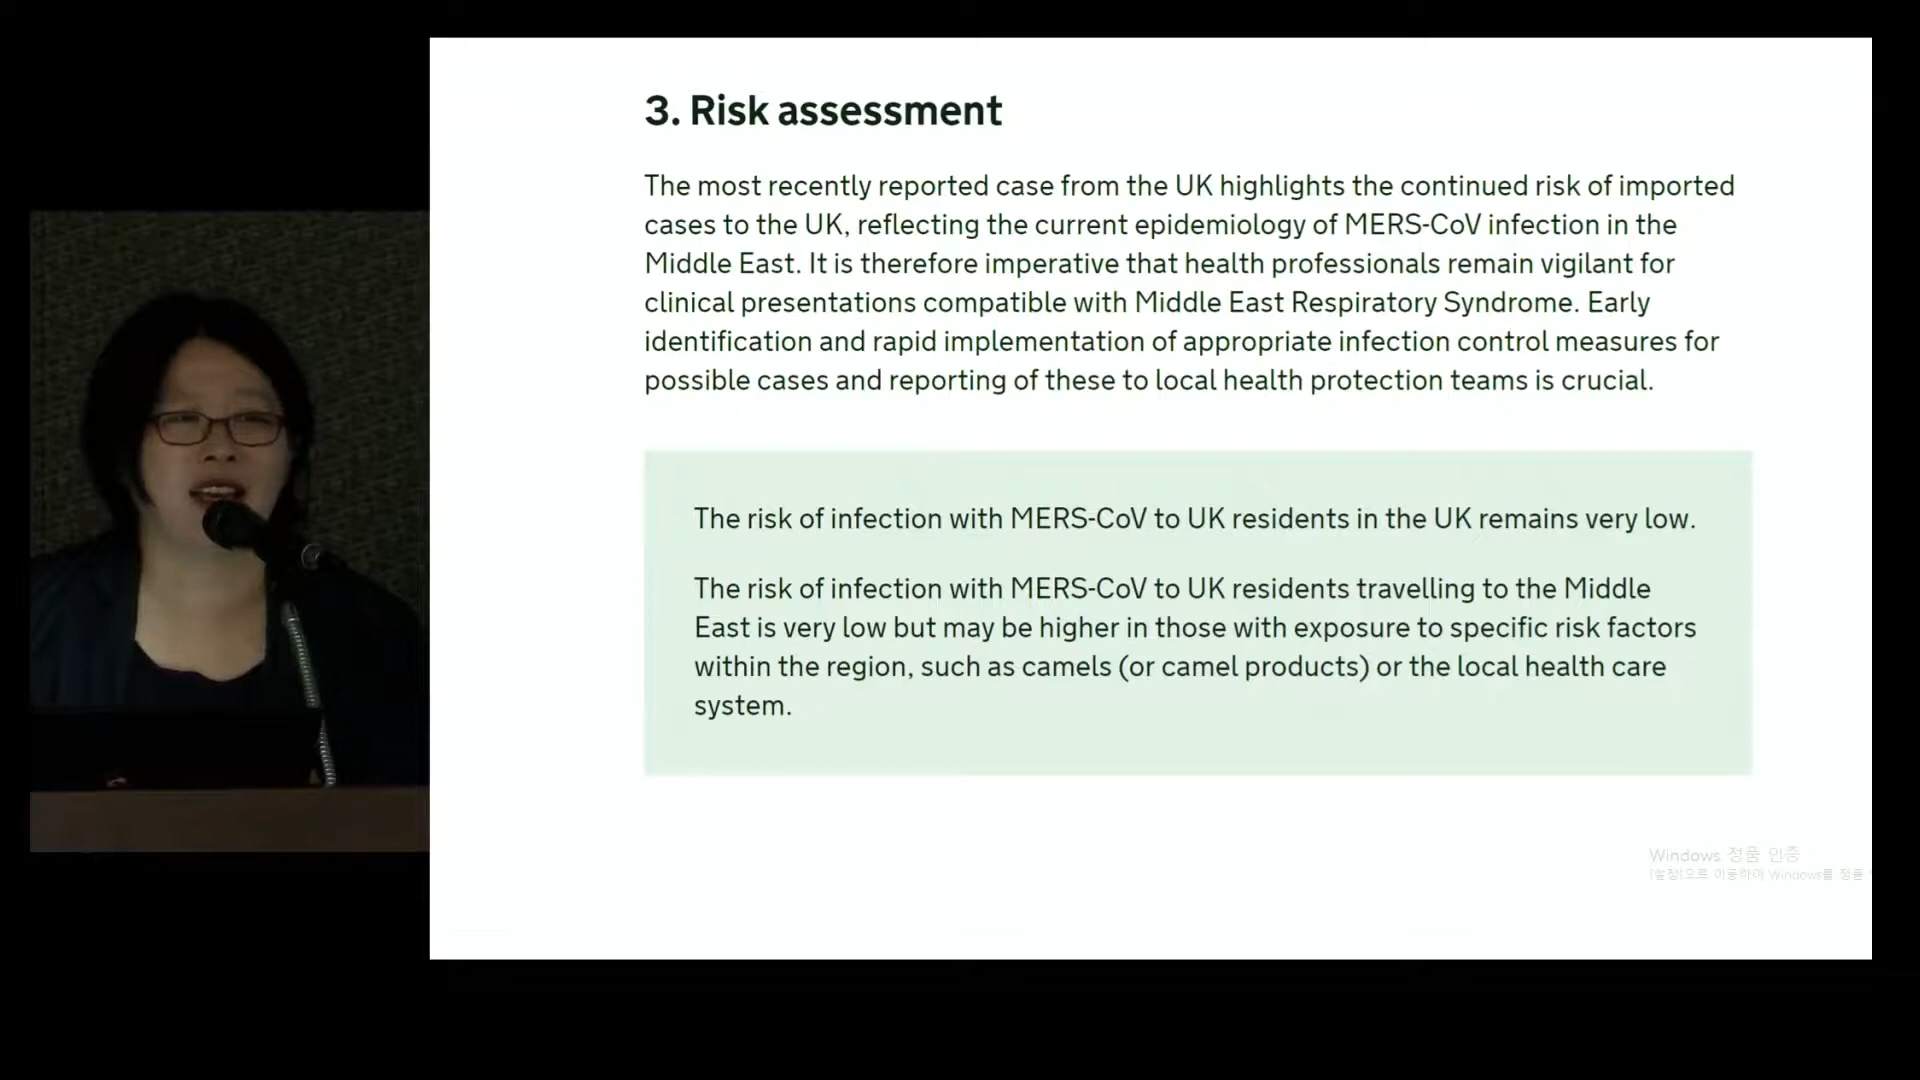 3. Risk assessment
The most recently reported case from the UK highlights the continued risk of imported
cases to the UK, reflecting the current epidemiology of MERS-CoV infection in the
Middle East. It is therefore imperative that health professionals remain vigilant for
clinical presentations compatible with Middle East Respiratory Syndrome. Early
identification and rapid implementation of appropriate infection control measures for
possible cases and reporting of these to local health protection teams is crucial.
The risk of infection with MERS-CoV to UK residents in the UK remains very low.
The risk of infection with MERS-CoV to UK residents travelling to the Middle
East is very low but may be higher in those with exposure to specific risk factors
within the region, such as camels (or camel products) or the local health care
system.
Windows 정품 인증
[설정]으로 이동하여 Windows를 정품